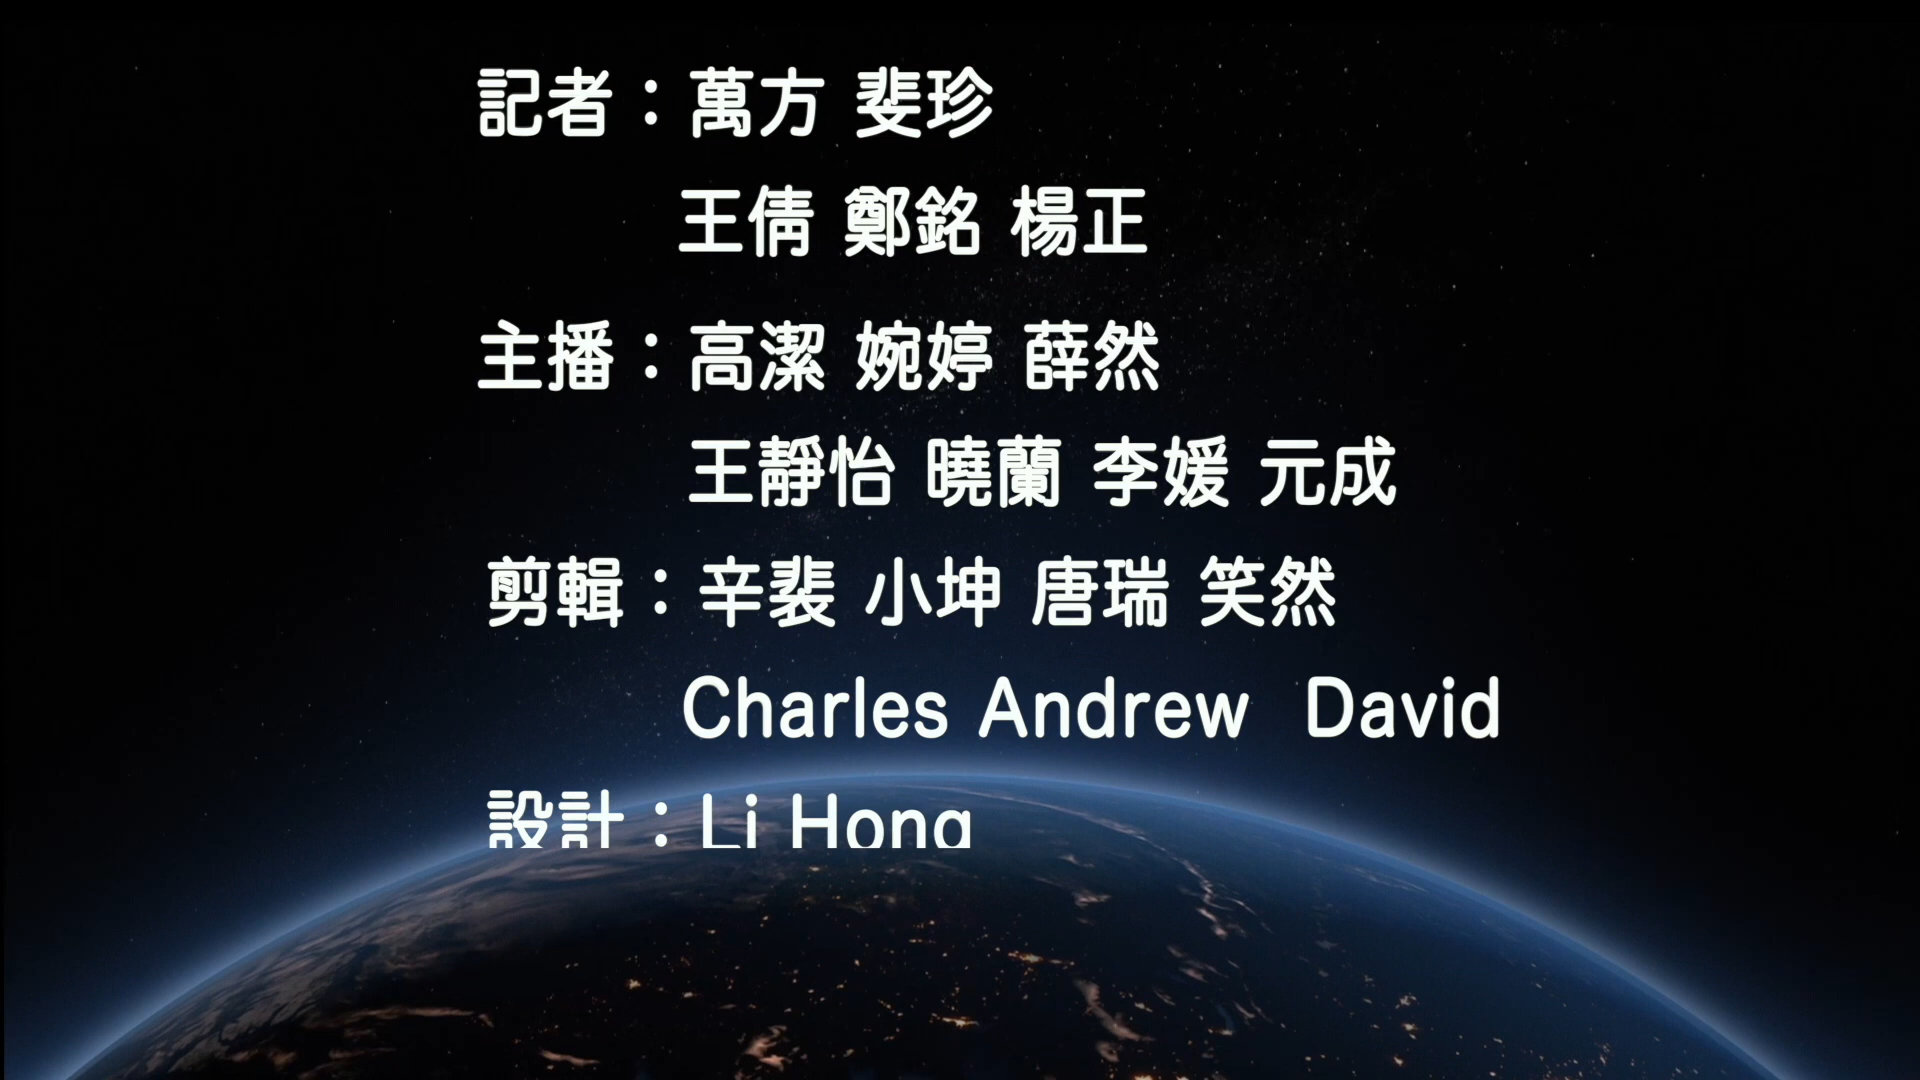 記者：萬方 斐珍
王倩 鄭銘 楊正
主播：高潔 婉婷 薛然
王靜怡 曉蘭 李媛 元成
剪輯：辛裴 小坤 唐瑞 笑然
Charles Andrew  David
設計：Li Hong